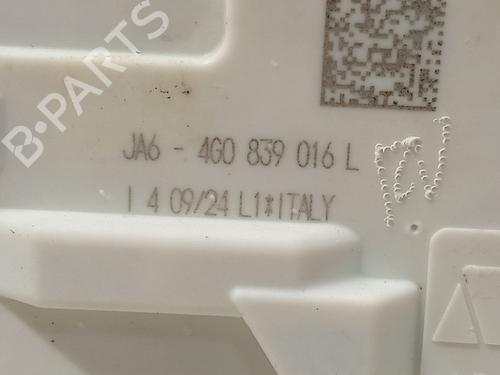 B-PARTS
JA6 - 4G0 839 016 L
I 4 09/24 L1*ITALY